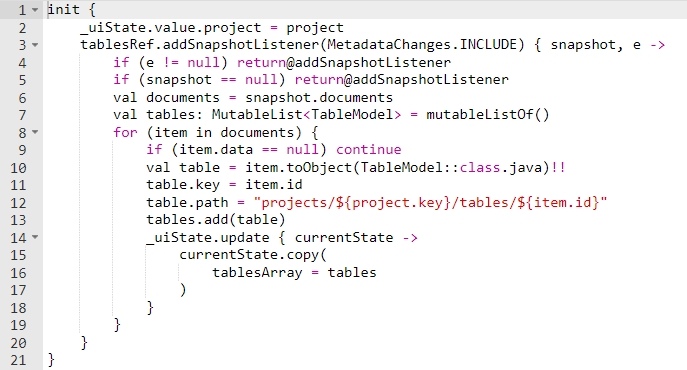 1 init {
2     _uiState.value.project = project
3     tablesRef.addSnapshotListener(MetadataChanges.INCLUDE) { snapshot, e ->
4         if (e != null) return@addSnapshotListener
5         if (snapshot == null) return@addSnapshotListener
6         val documents = snapshot.documents
7         val tables: MutableList<TableModel> = mutableListOf()
8         for (item in documents) {
9             if (item.data == null) continue
10             val table = item.toObject(TableModel::class.java)!!
11             table.key = item.id
12             table.path = "projects/${project.key}/tables/${item.id}"
13             tables.add(table)
14             _uiState.update { currentState ->
15                 currentState.copy(
16                     tablesArray = tables
17                 )
18             }
19         }
20     }
21 }